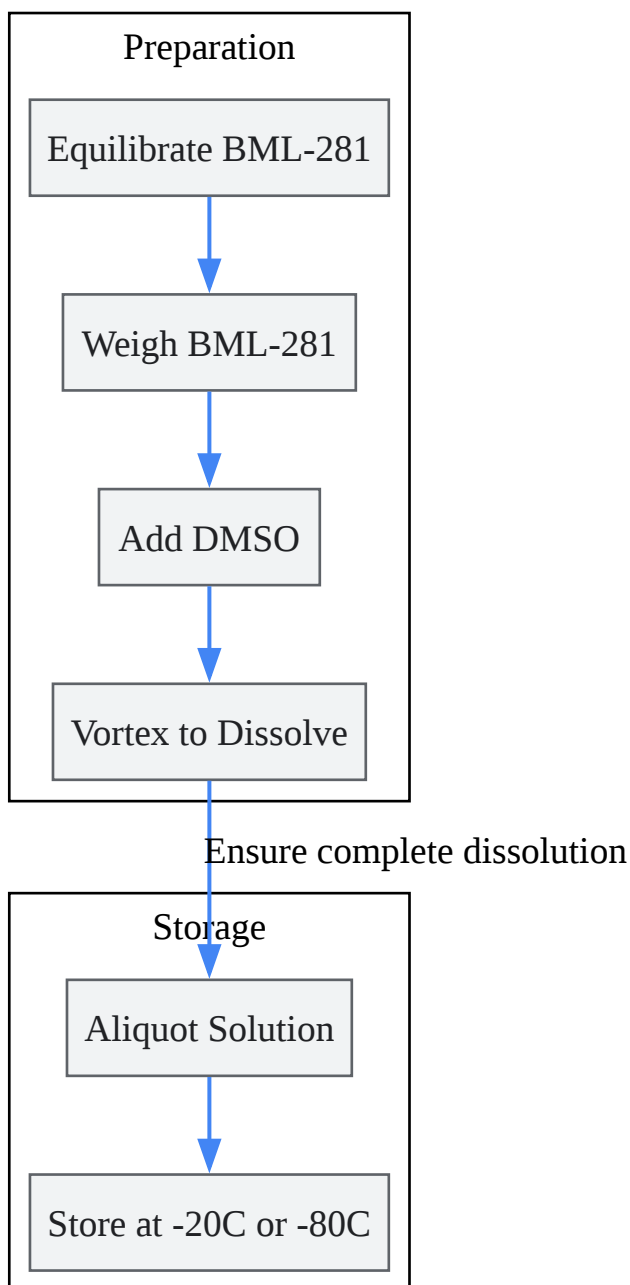 Preparation
Equilibrate BML-281
Weigh BML-281
Add DMSO
Vortex to Dissolve
Ensure complete dissolution
Storage
Aliquot Solution
Store at -20C or -80C